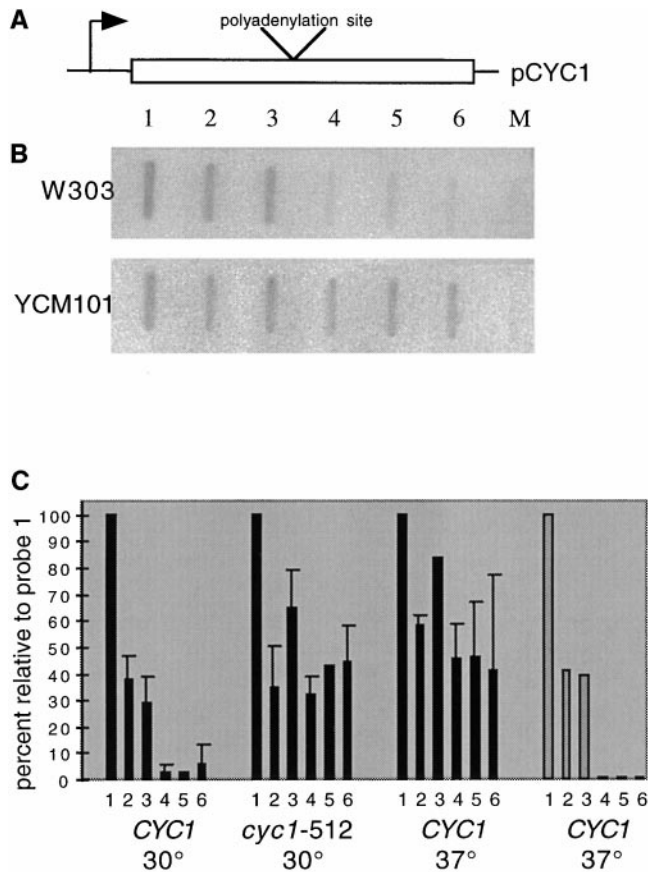 A
polyadenylation site
pCYC1
1 2 3 4 5 6 M
B
W303
YCM101
C
percent relative to probe 1
100
90
80
70
60
50
40
30
20
10
0
1 2 3 4 5 6 1 2 3 4 5 6 1 2 3 4 5 6 1 2 3 4 5 6
CYC1 cyc1-512 CYC1 CYC1
30° 30° 37° 37°